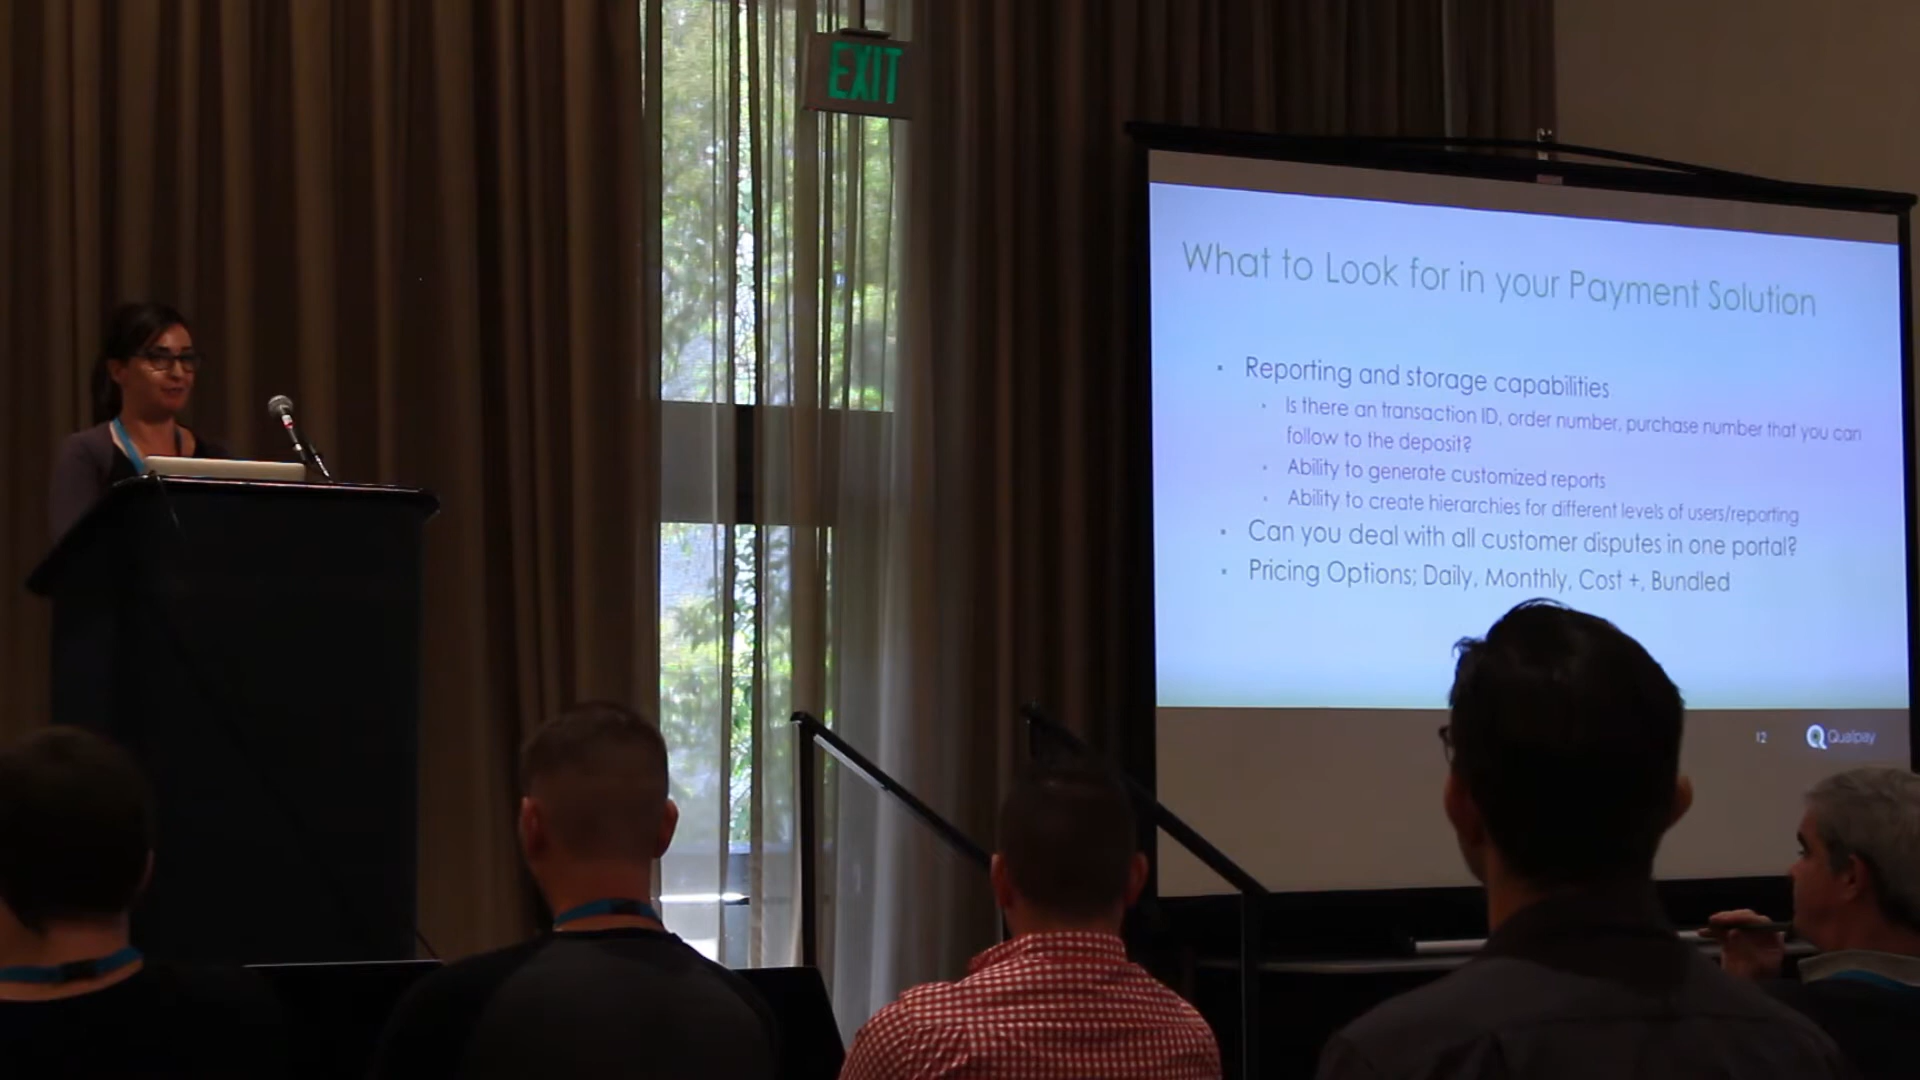 EXIT
What to Look for in your Payment Solution
Reporting and storage capabilities
Is there an transaction ID, order number, purchase number that you can
follow to the deposit?
Ability to generate customized reports
Ability to create hierarchies for different levels of users/reporting
Can you deal with all customer disputes in one portal?
Pricing Options; Daily, Monthly, Cost +, Bundled
12
Qualpay